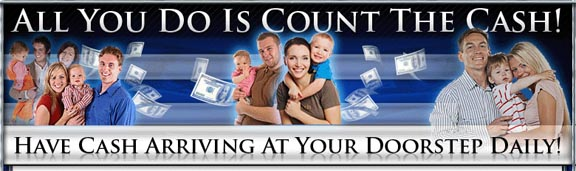 All You Do Is Count The Cash!
Have Cash Arriving At Your Doorstep Daily!